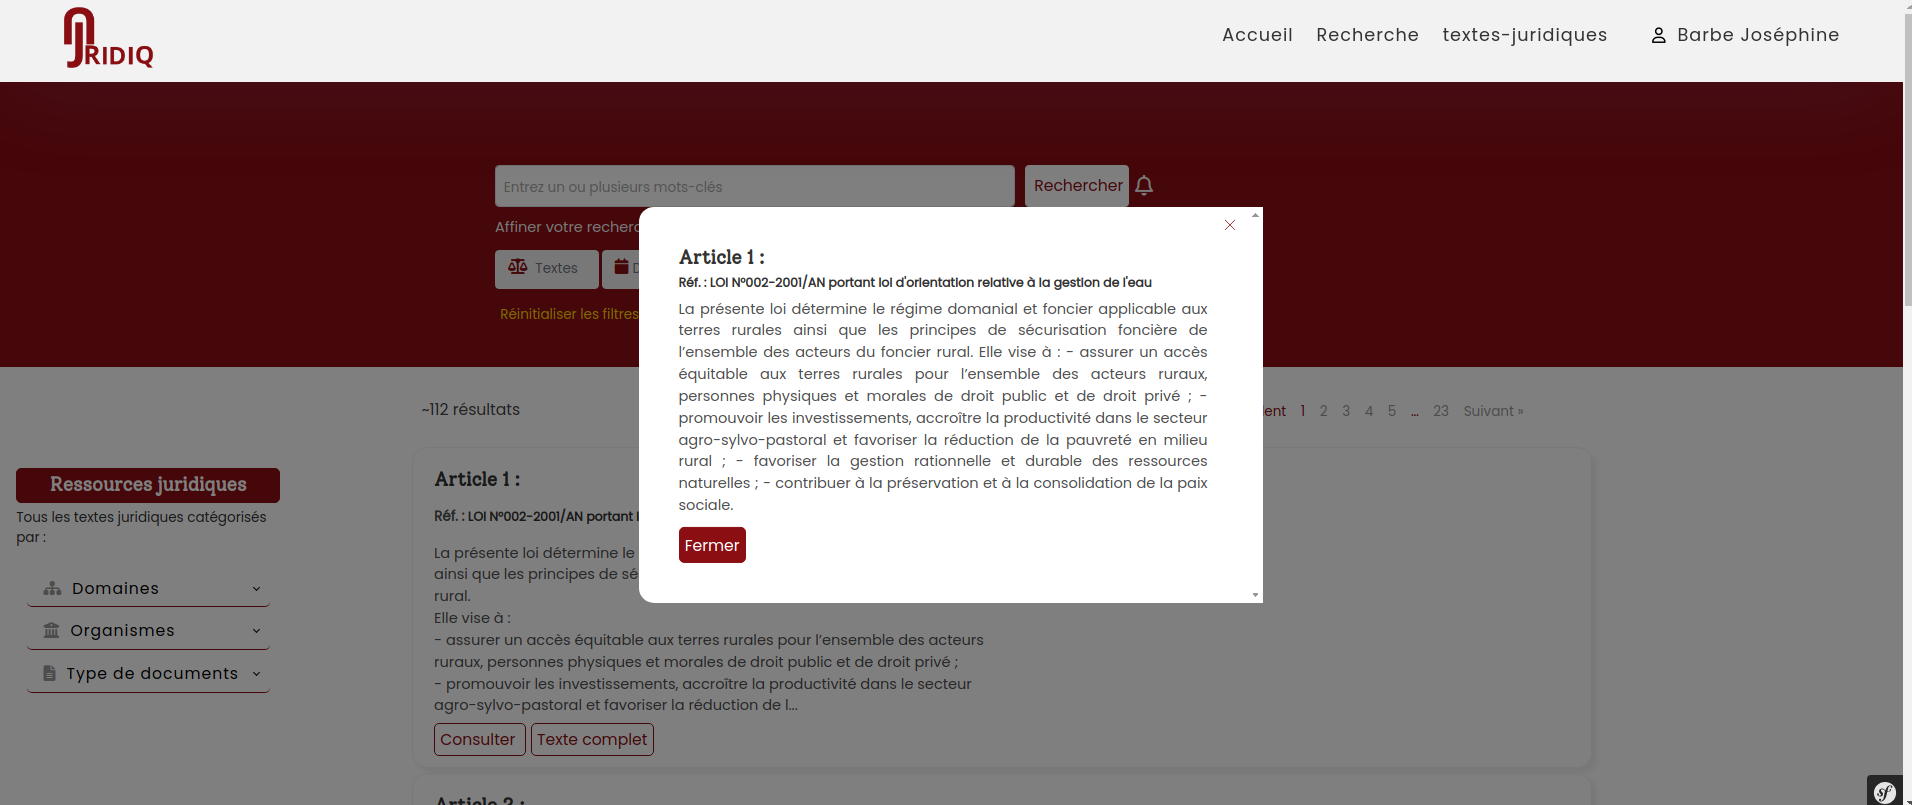 JRIDIQ
Accueil Recherche textes-juridiques Barbe Joséphine
Entrez un ou plusieurs mots-clés Rechercher
Affiner votre recherc
Textes
Réinitialiser les filtres
Article 1 :
Réf. : LOI N°002-2001/AN portant loi d'orientation relative à la gestion de l'eau
La présente loi détermine le régime domanial et foncier applicable aux
terres rurales ainsi que les principes de sécurisation foncière de
l’ensemble des acteurs du foncier rural. Elle vise à : - assurer un accès
équitable aux terres rurales pour l’ensemble des acteurs ruraux,
personnes physiques et morales de droit public et de droit privé ; -
promouvoir les investissements, accroître la productivité dans le secteur
agro-sylvo-pastoral et favoriser la réduction de la pauvreté en milieu
rural ; - favoriser la gestion rationnelle et durable des ressources
naturelles ; - contribuer à la préservation et à la consolidation de la paix
sociale.
Fermer
~112 résultats
ent 1 2 3 4 5 ... 23 Suivant »
Ressources juridiques
Tous les textes juridiques catégorisés
par :
Domaines
Organismes
Type de documents
Article 1 :
Réf. : LOI N°002-2001/AN portant
La présente loi détermine le
ainsi que les principes de sé
rural.
Elle vise à :
- assurer un accès équitable aux terres rurales pour l’ensemble des acteurs
ruraux, personnes physiques et morales de droit public et de droit privé ;
- promouvoir les investissements, accroître la productivité dans le secteur
agro-sylvo-pastoral et favoriser la réduction de l...
Consulter Texte complet
Article 2 :
sf